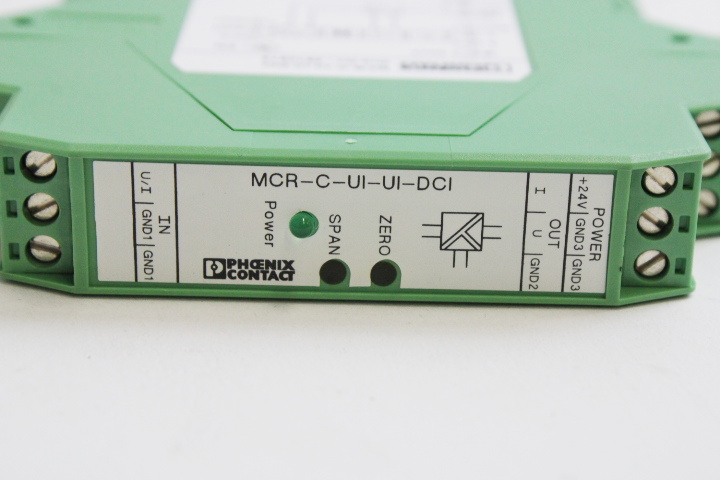 MCR-C-UI-UI-DCI
U/I
GND1
GND1
IN
Power
SPAN
ZERO
PHOENIX
CONTACT
I
U
GND2
OUT
+24V
GND3
GND3
POWER